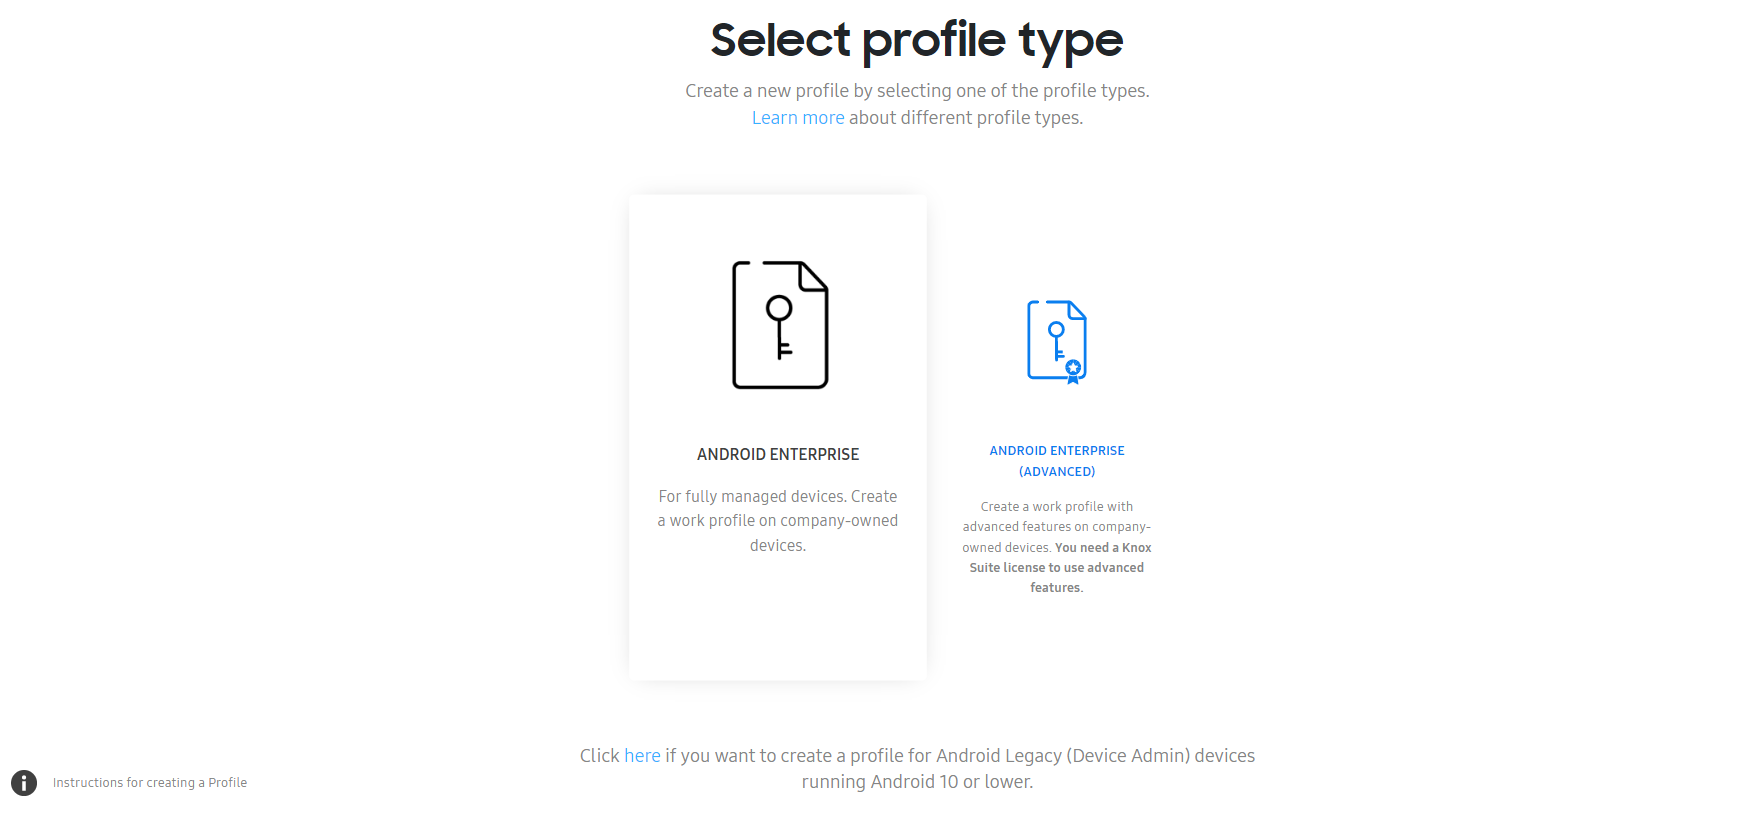 Select profile type
Create a new profile by selecting one of the profile types.
Learn more about different profile types.
ANDROID ENTERPRISE
For fully managed devices. Create
a work profile on company-owned
devices.
ANDROID ENTERPRISE
(ADVANCED)
Create a work profile with
advanced features on company-
owned devices. You need a Knox
Suite license to use advanced
features.
Click here if you want to create a profile for Android Legacy (Device Admin) devices
running Android 10 or lower.
Instructions for creating a Profile